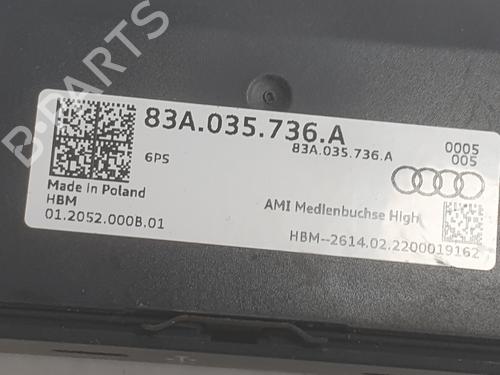 B-PARTS
83A.035.736.A
0005
83A.035.736.A
005
6PS
Made in Poland
HBM
01.2052.000B.01
AMI Medienbuchse High
HBM--2614.02.2200019162